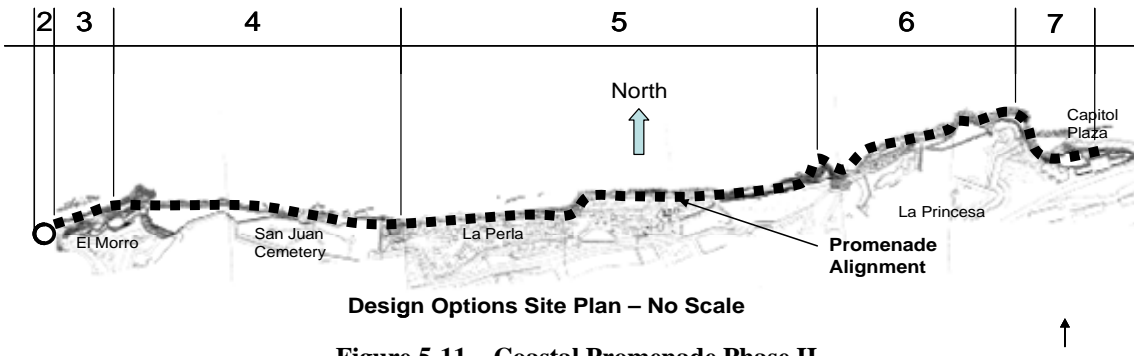 2 3 4 5 6 7
North
Capitol
Plaza
El Morro
San Juan
Cemetery
La Perla
La Princesa
Promenade
Alignment
Design Options Site Plan – No Scale
Figure 5-11 Coastal Promenade Phase II